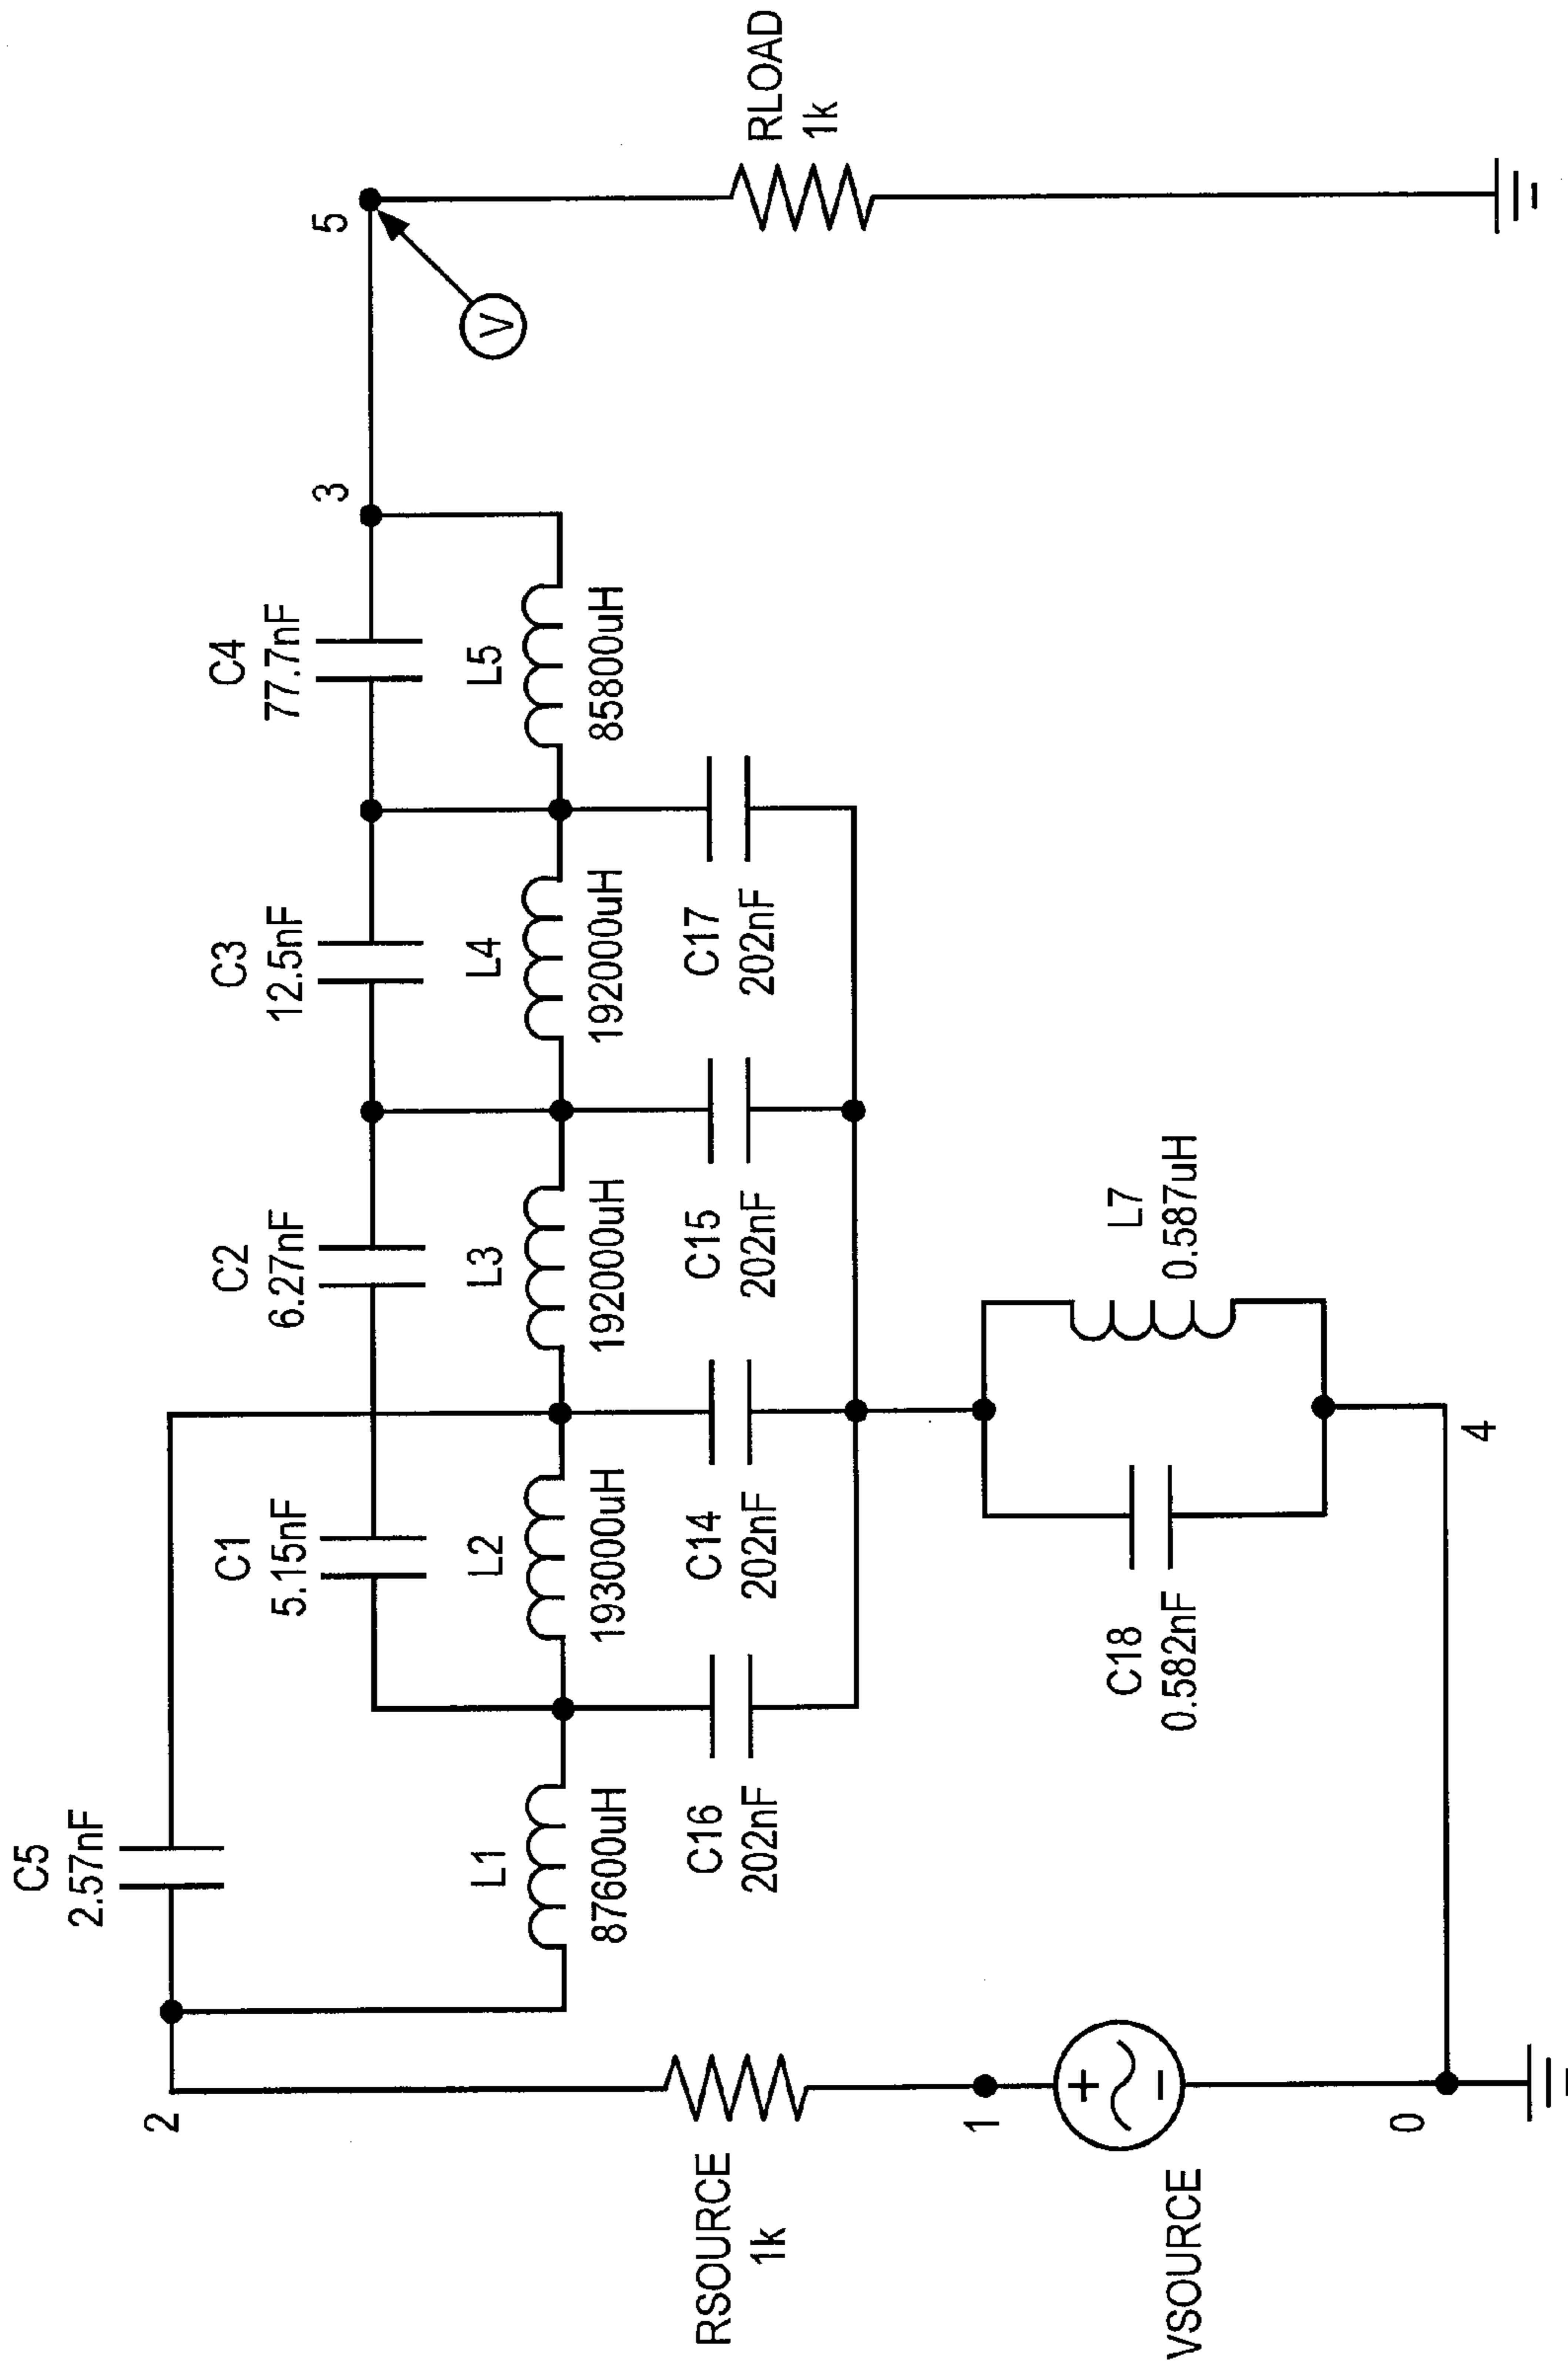 C5
2.57nF
C1
5.15nF
C2
6.27nF
C3
12.5nF
C4
77.7nF
2
3
5
V
L1
87600uH
L2
193000uH
L3
192000uH
L4
192000uH
L5
85800uH
RSOURCE
1k
C16
202nF
C14
202nF
C15
202nF
C17
202nF
RLOAD
1k
1
+
−
VSOURCE
C18
0.582nF
L7
0.587uH
0
4